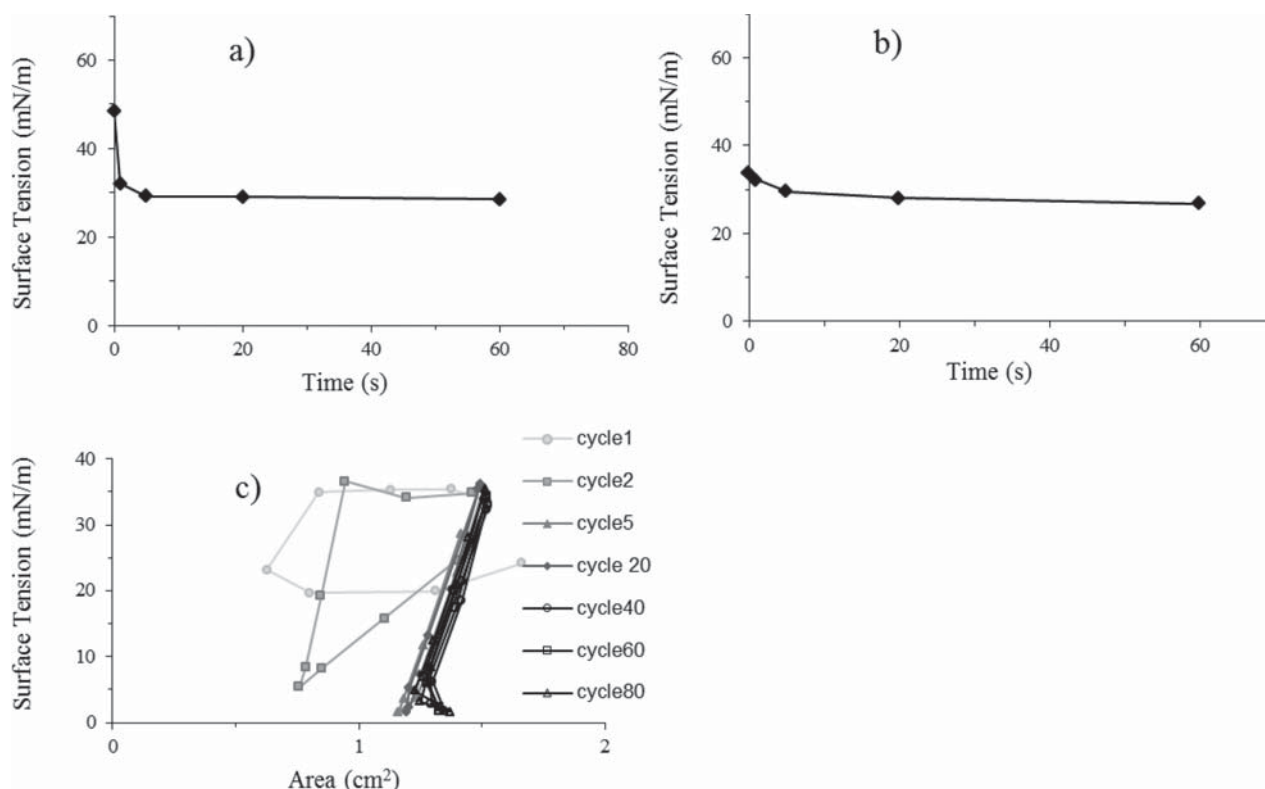 a)
Surface Tension (mN/m)
60
40
20
0
0 20 40 60 80
Time (s)
b)
Surface Tension (mN/m)
60
40
20
0
0 20 40 60
Time (s)
c)
Surface Tension (mN/m)
40
30
20
10
0
0 1 2
Area (cm²)
cycle1
cycle2
cycle5
cycle 20
cycle40
cycle60
cycle80